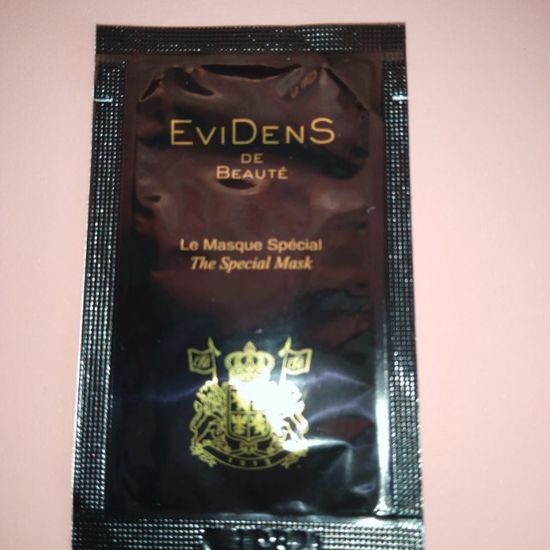 EviDenS
DE
Beauté
Le Masque Spécial
The Special Mask